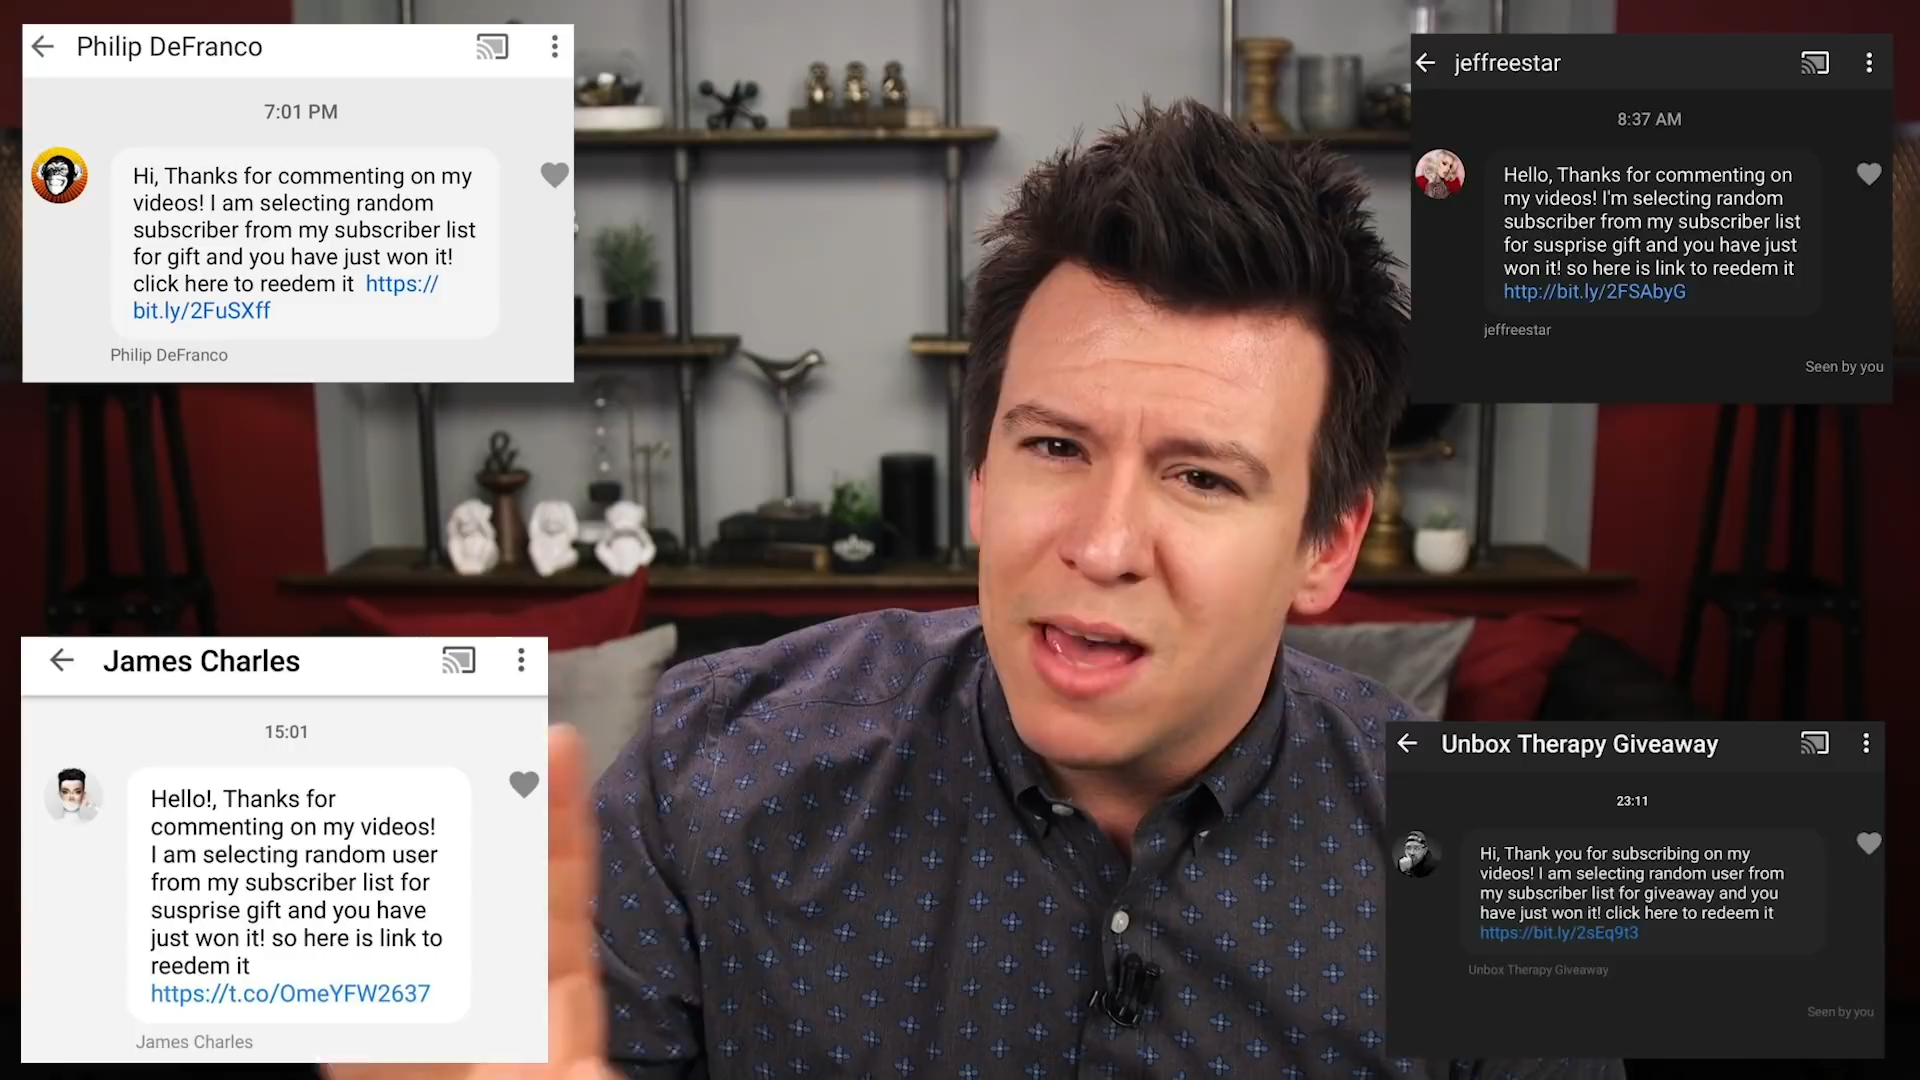 Philip DeFranco
7:01 PM
Hi, Thanks for commenting on my
videos! I am selecting random
subscriber from my subscriber list
for gift and you have just won it!
click here to reedem it https://
bit.ly/2FuSXff
Philip DeFranco
jeffreestar
8:37 AM
Hello, Thanks for commenting on
my videos! I'm selecting random
subscriber from my subscriber list
for susprise gift and you have just
won it! so here is link to reedem it
http://bit.ly/2FSAbyG
jeffreestar
Seen by you
James Charles
15:01
Hello!, Thanks for
commenting on my videos!
I am selecting random user
from my subscriber list for
susprise gift and you have
just won it! so here is link to
reedem it
https://t.co/OmeYFW2637
James Charles
Unbox Therapy Giveaway
23:11
Hi, Thank you for subscribing on my
videos! I am selecting random user from
my subscriber list for giveaway and you
have just won it! click here to redeem it
https://bit.ly/2sEq9t3
Unbox Therapy Giveaway
Seen by you